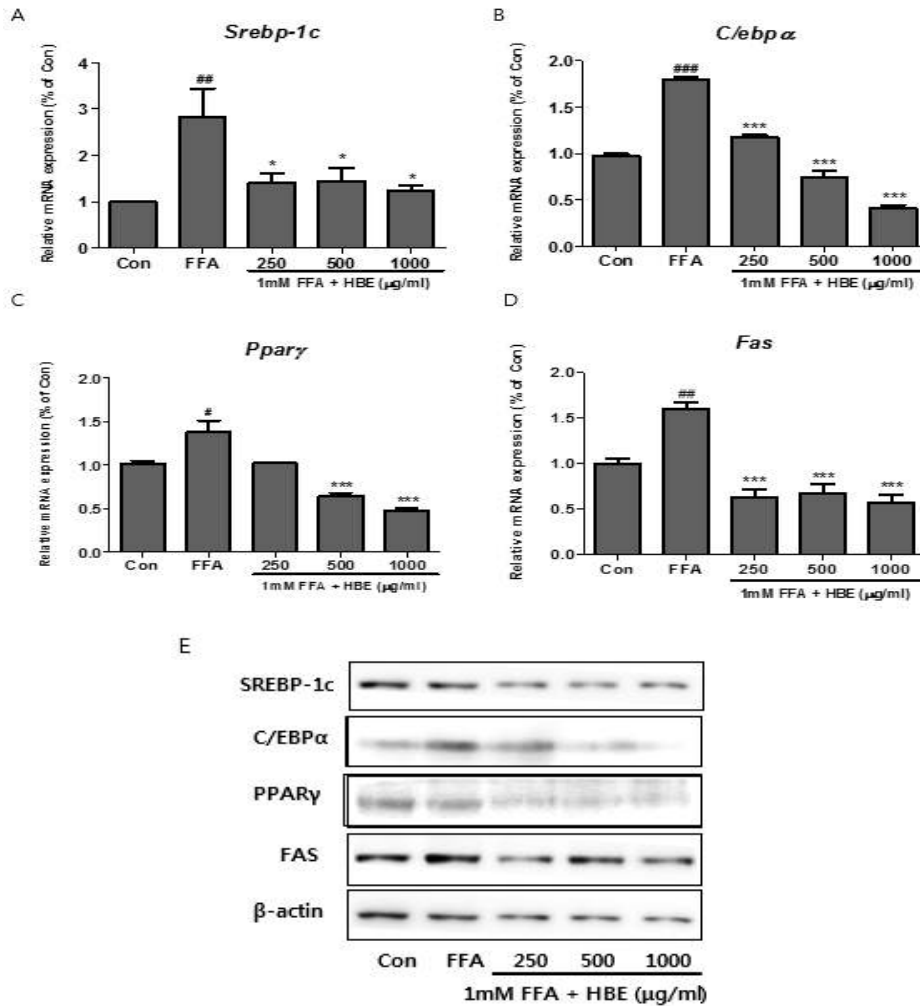 A
Srebp-1c
Relative mRNA expression (% of Con)
4
3
2
1
0
##
*
*
*
Con FFA 250 500 1000
1mM FFA + HBE (μg/ml)
B
C/ebp α
Relative mRNA expression (% of Con)
2.0
1.5
1.0
0.5
0.0
###
***
***
***
Con FFA 250 500 1000
1mM FFA + HBE (μg/ml)
C
Pparγ
Relative mRNA expression (% of Con)
2.0
1.5
1.0
0.5
0.0
#
***
***
Con FFA 250 500 1000
1mM FFA + HBE (μg/ml)
D
Fas
Relative mRNA expression (% of Con)
2.0
1.5
1.0
0.5
0.0
##
***
***
***
Con FFA 250 500 1000
1mM FFA + HBE (μg/ml)
E
SREBP-1c
C/EBPα
PPARγ
FAS
β-actin
Con FFA 250 500 1000
1mM FFA + HBE (μg/ml)